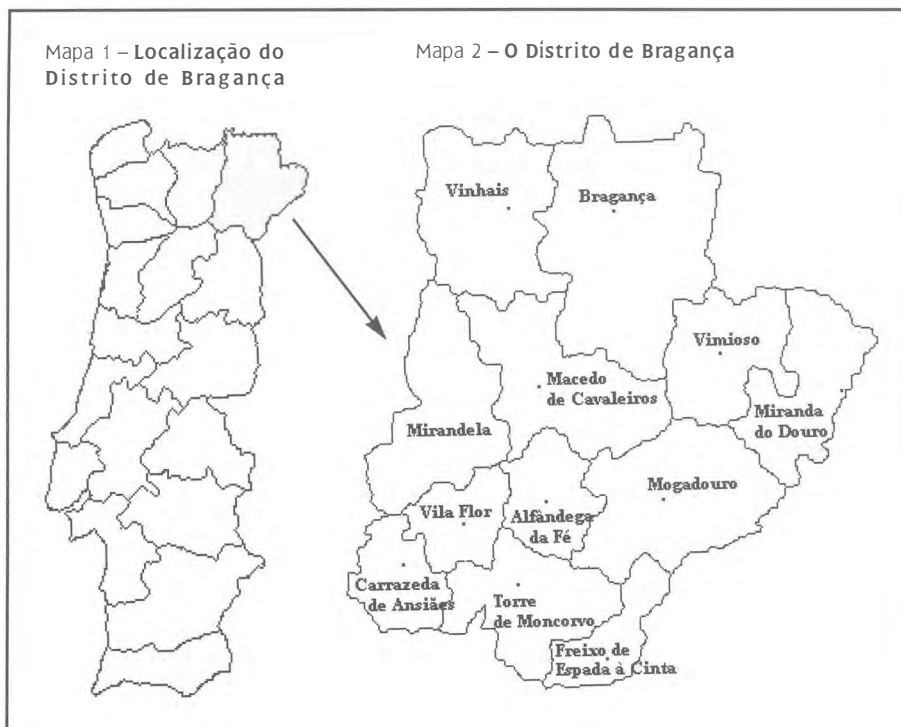 Mapa 1 – Localização do
Distrito de Bragança
Mapa 2 – O Distrito de Bragança
Vinhais
Bragança
Vimioso
Macedo
de Cavaleiros
Miranda
do Douro
Mirandela
Mogadouro
Vila Flor
Alfândega
da Fé
Carrazeda
de Ansiães
Torre
de Moncorvo
Freixo de
Espada à Cinta